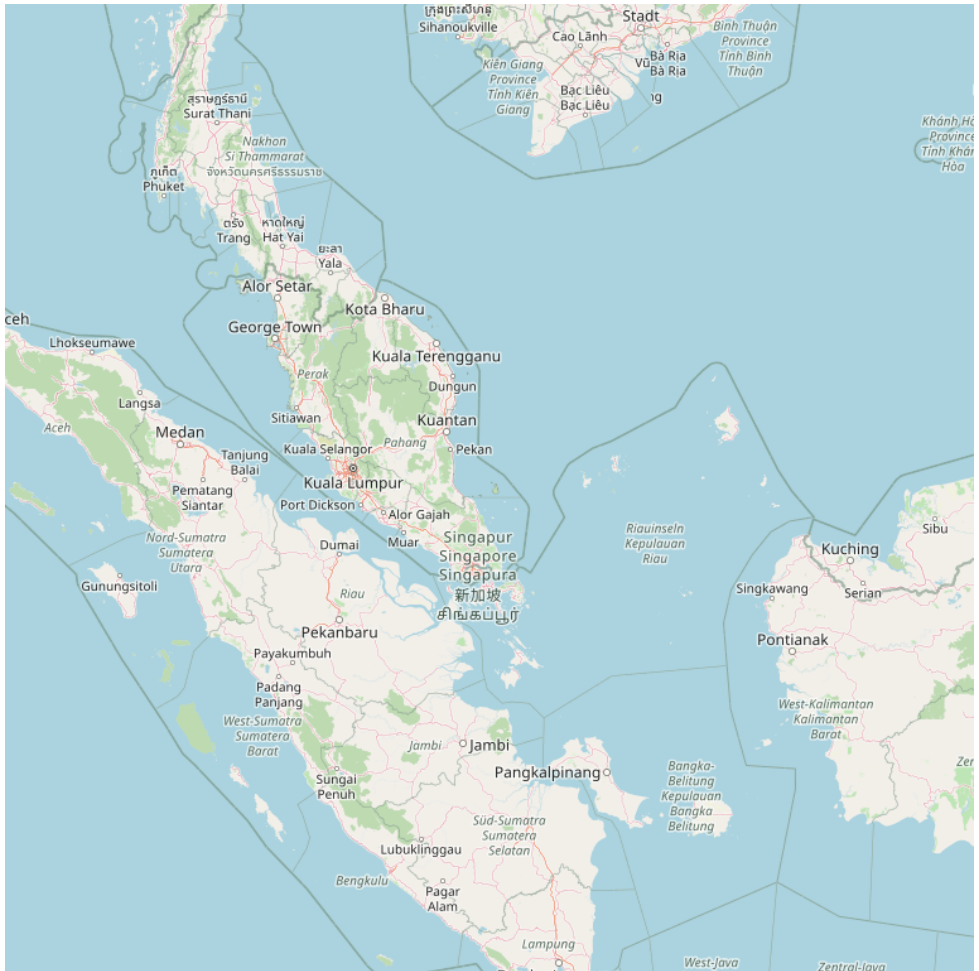 ក្រុងព្រះសីហនុ
Sihanoukville
Stadt
Cao Lãnh
Vũ
Bà Rịa
Bà Rịa
Bình Thuận
Province
Tỉnh Bình
Thuận
Kiên Giang
Province
Tỉnh Kiên
Giang
Bạc Liêu
Bạc Liêu
ng
Khánh Hò
Province
Tỉnh Khán
Hòa
สุราษฎร์ธานี
Surat Thani
Nakhon
Si Thammarat
จังหวัดนครศรีธรรมราช
ภูเก็ต
Phuket
ตรัง
Trang
หาดใหญ่
Hat Yai
ยะลา
Yala
Alor Setar
Kota Bharu
George Town
Kuala Terengganu
Perak
Dungun
Sitiawan
Kuantan
Kuala Selangor
Pahang
Pekan
Kuala Lumpur
Port Dickson
Alor Gajah
Muar
Singapur
Singapore
Singapura
新加坡
சிங்கப்பூர்
ceh
Lhokseumawe
Langsa
Aceh
Medan
Tanjung
Balai
Pematang
Siantar
Nord-Sumatra
Sumatera
Utara
Dumai
Gunungsitoli
Riau
Pekanbaru
Payakumbuh
Padang
Panjang
West-Sumatra
Sumatera
Barat
Jambi
Jambi
Sungai
Penuh
Pangkalpinang
Bangka-
Belitung
Kepulauan
Bangka
Belitung
Süd-Sumatra
Sumatera
Selatan
Lubuklinggau
Bengkulu
Pagar
Alam
Lampung
Riauinseln
Kepulauan
Riau
Sibu
Kuching
Serian
Singkawang
Pontianak
West-Kalimantan
Kalimantan
Barat
Zen
West-Java
Zentral-Java